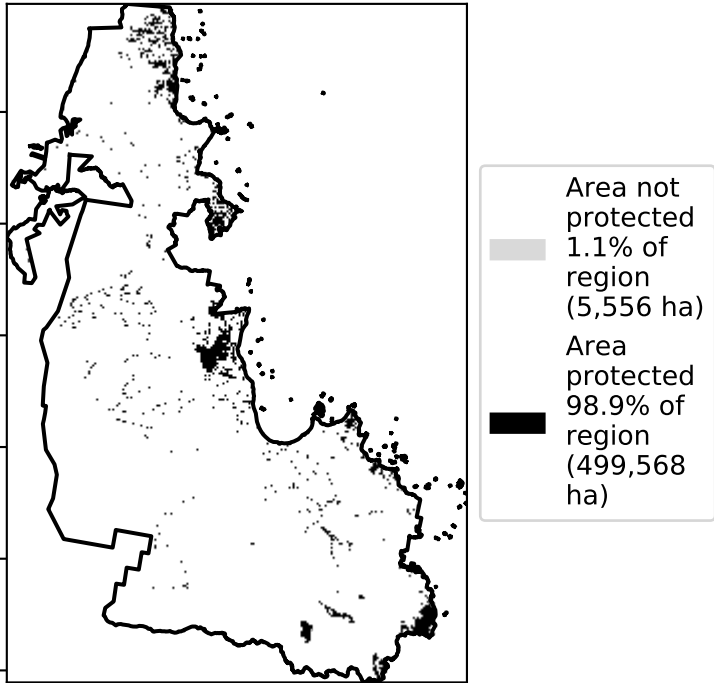 Area not
protected
1.1% of
region
(5,556 ha)
Area
protected
98.9% of
region
(499,568
ha)